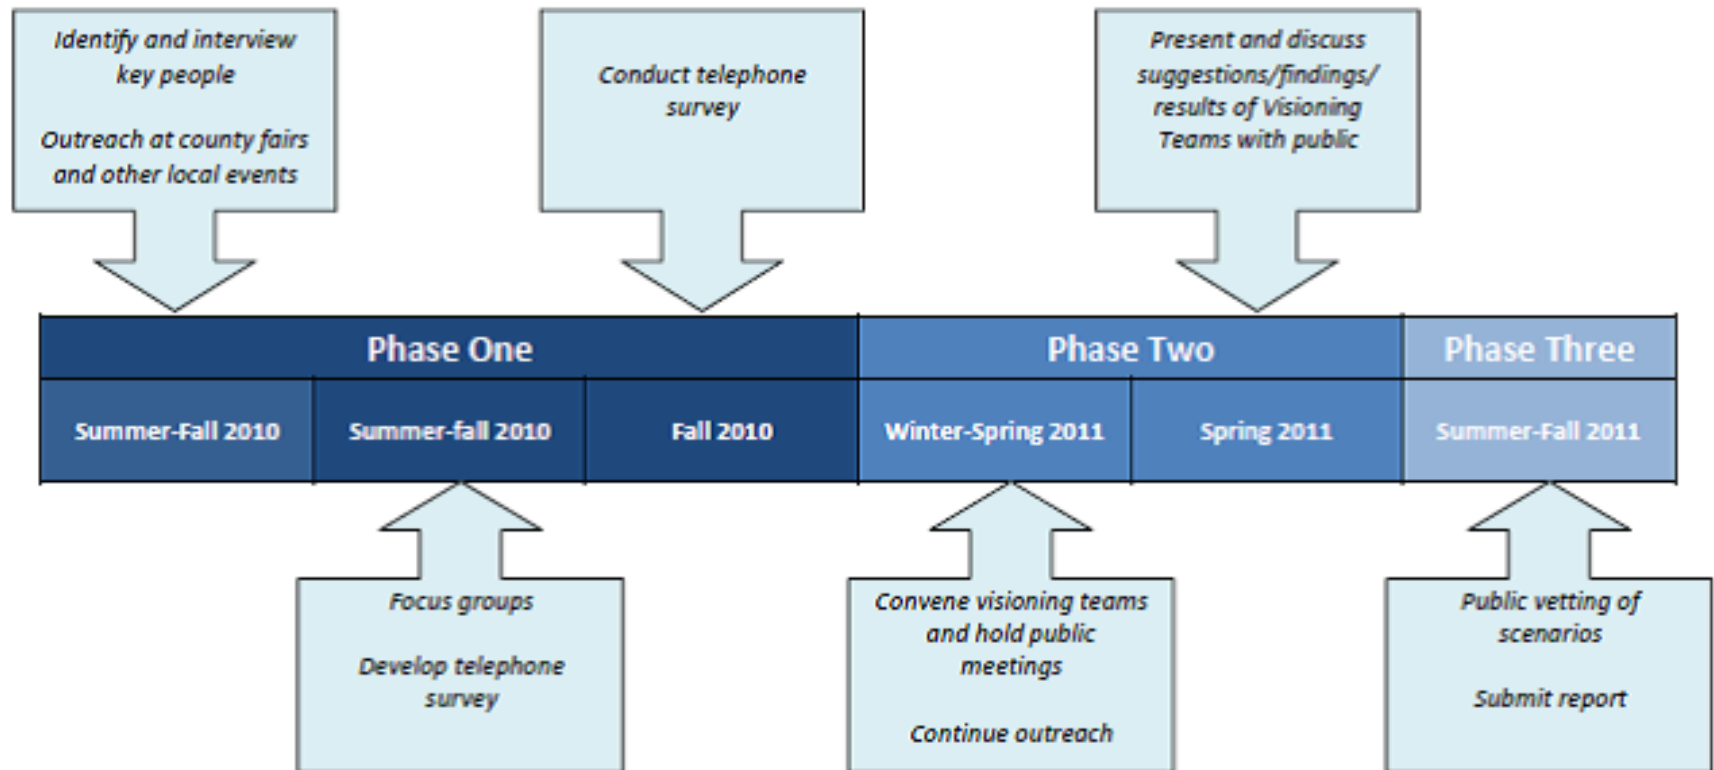 Identify and interview
key people
Outreach at county fairs
and other local events
Conduct telephone
survey
Present and discuss
suggestions/findings/
results of Visioning
Teams with public
Phase One
Phase Two
Phase Three
Summer-Fall 2010
Summer-fall 2010
Fall 2010
Winter-Spring 2011
Spring 2011
Summer-Fall 2011
Focus groups
Develop telephone
survey
Convene visioning teams
and hold public
meetings
Continue outreach
Public vetting of
scenarios
Submit report